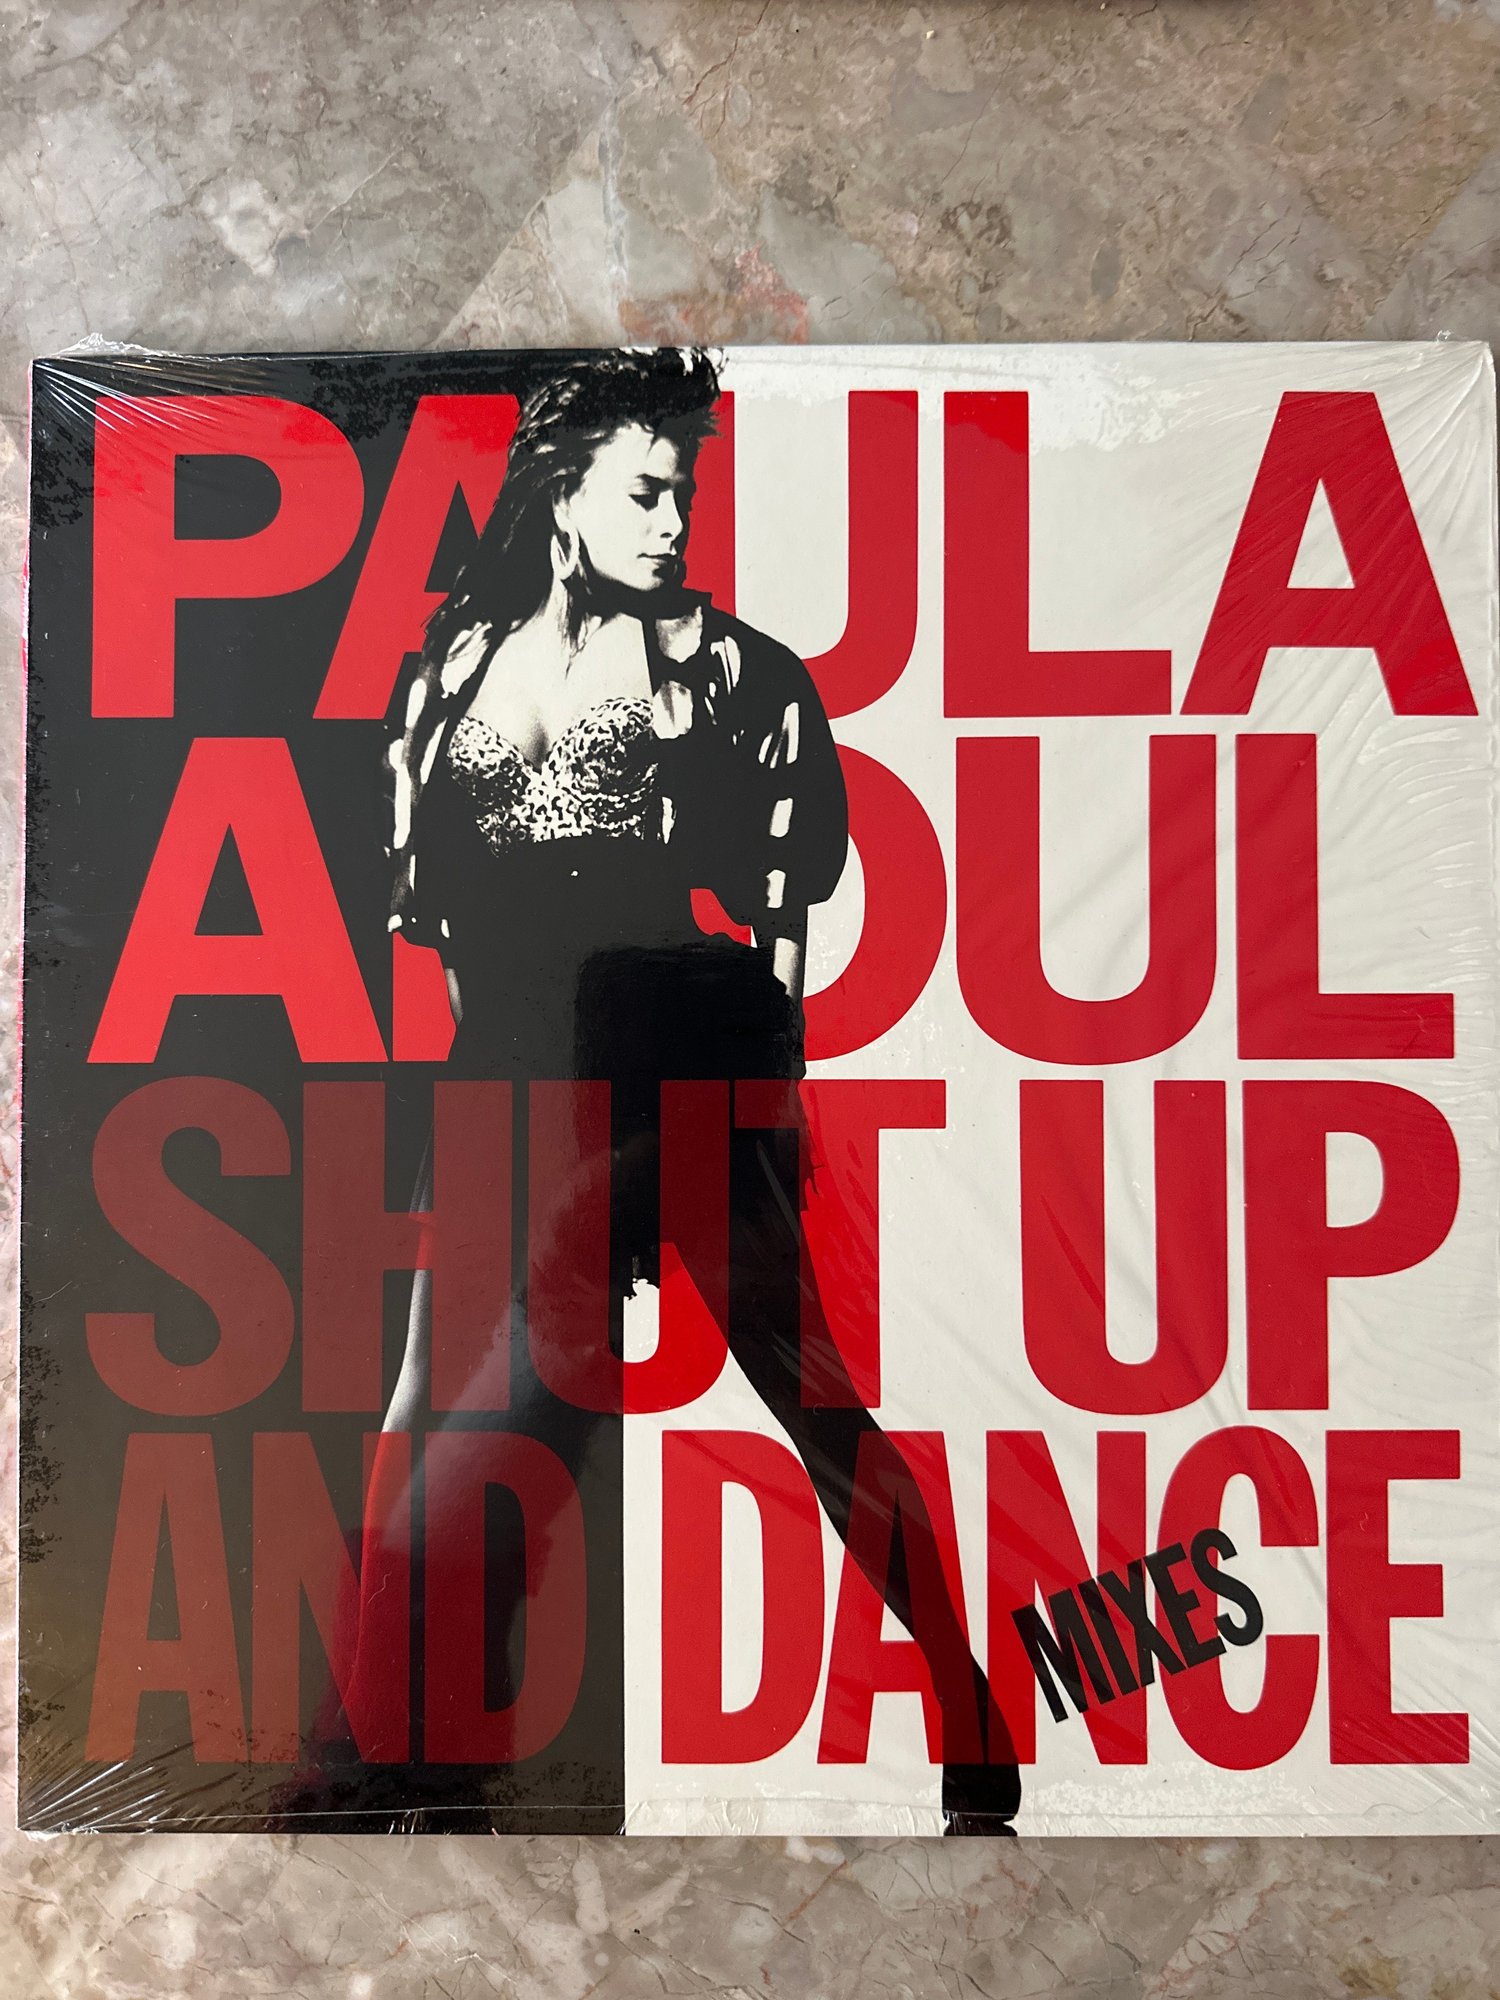 PAULA
ABDUL
SHUT UP
AND DANCE
MIXES